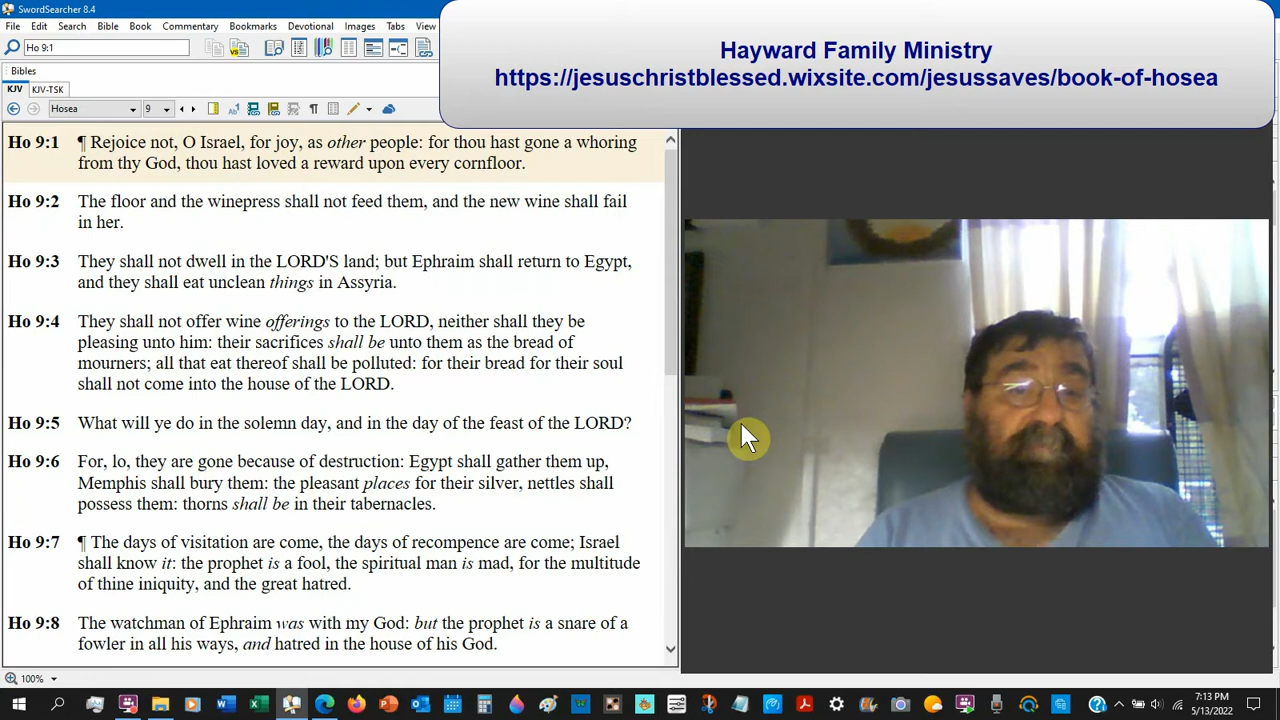 SwordSearcher 8.4
File Edit Search Bible Book Commentary Bookmarks Devotional Images Tabs View
Hayward Family Ministry
https://jesuschristblessed.wixsite.com/jesussaves/book-of-hosea
Ho 9:1
VS
Bibles
KJV KJV-TSK
Hosea 9
Ho 9:1 ¶ Rejoice not, O Israel, for joy, as other people: for thou hast gone a whoring
from thy God, thou hast loved a reward upon every cornfloor.
Ho 9:2 The floor and the winepress shall not feed them, and the new wine shall fail
in her.
Ho 9:3 They shall not dwell in the LORD'S land; but Ephraim shall return to Egypt,
and they shall eat unclean things in Assyria.
Ho 9:4 They shall not offer wine offerings to the LORD, neither shall they be
pleasing unto him: their sacrifices shall be unto them as the bread of
mourners; all that eat thereof shall be polluted: for their bread for their soul
shall not come into the house of the LORD.
Ho 9:5 What will ye do in the solemn day, and in the day of the feast of the LORD?
Ho 9:6 For, lo, they are gone because of destruction: Egypt shall gather them up,
Memphis shall bury them: the pleasant places for their silver, nettles shall
possess them: thorns shall be in their tabernacles.
Ho 9:7 ¶ The days of visitation are come, the days of recompence are come; Israel
shall know it: the prophet is a fool, the spiritual man is mad, for the multitude
of thine iniquity, and the great hatred.
Ho 9:8 The watchman of Ephraim was with my God: but the prophet is a snare of a
fowler in all his ways, and hatred in the house of his God.
100%
7:13 PM
5/13/2022